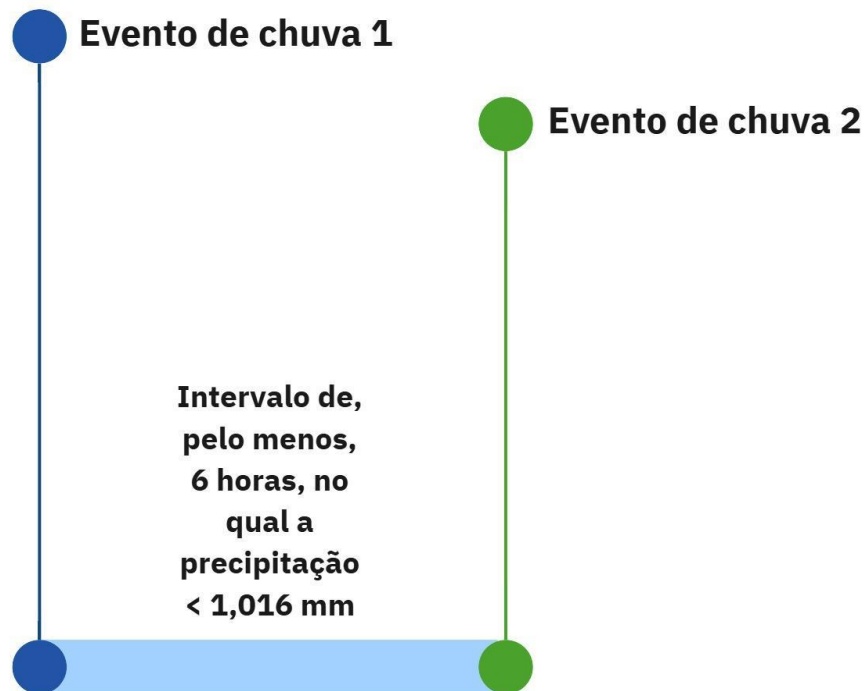 Evento de chuva 1
Evento de chuva 2
Intervalo de,
pelo menos,
6 horas, no
qual a
precipitação
< 1,016 mm